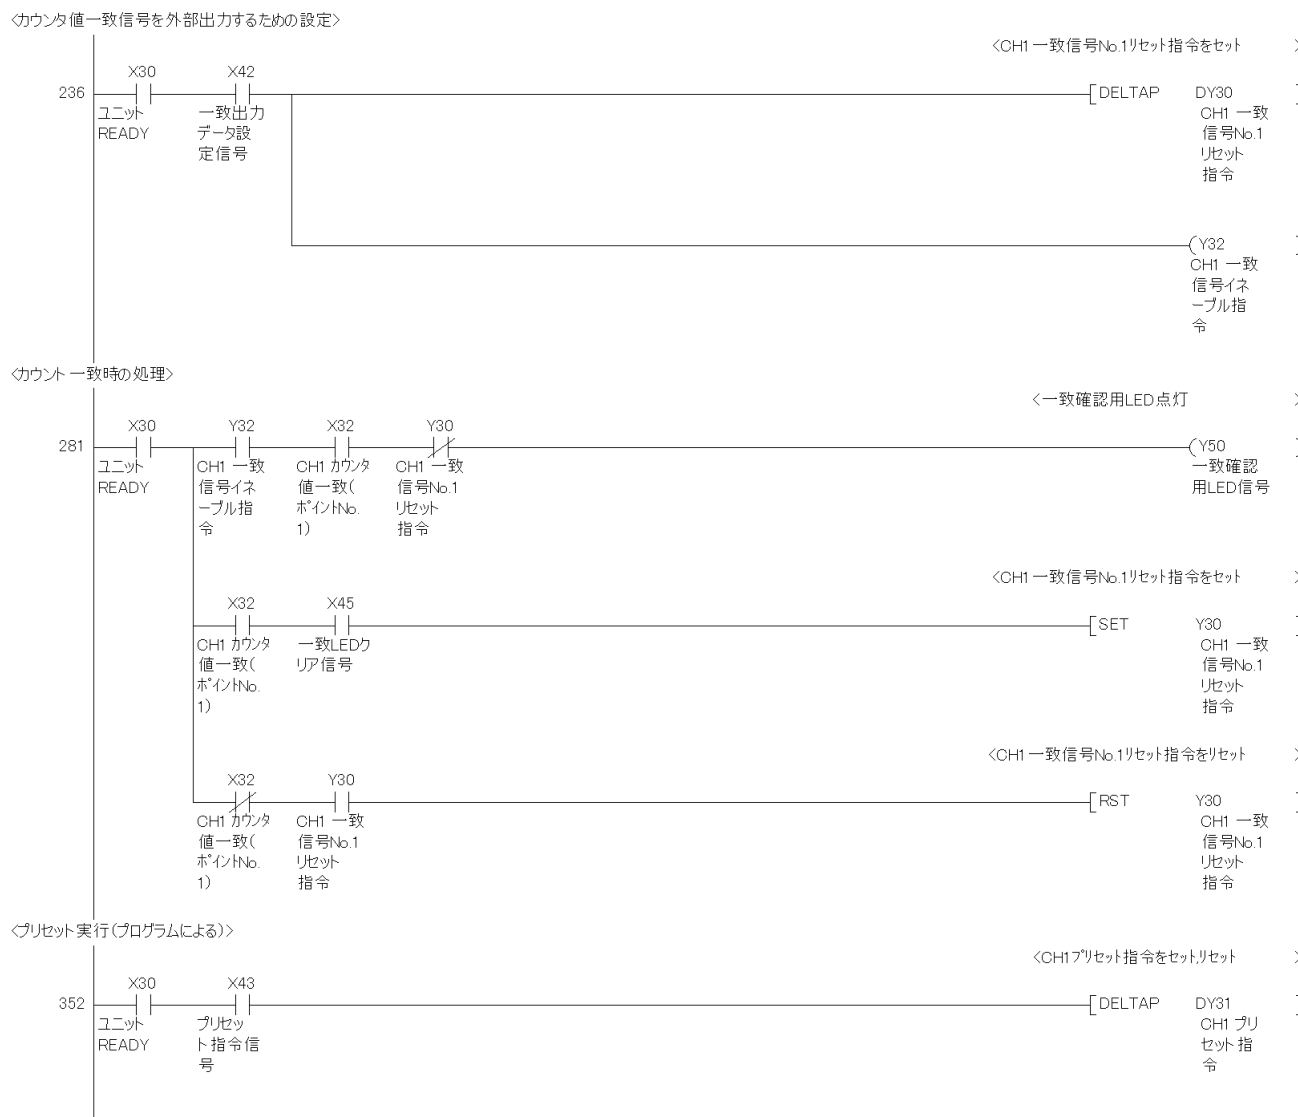 <カウンタ値一致信号を外部出力するための設定>
<CH1 一致信号No.1リセット指令をセット >
X30 X42
236 [DELTAP DY30 ]
ユニット 一致出力 CH1 一致
READY データ設 信号No.1
定信号 リセット
指令
(Y32 ]
CH1 一致
信号イネ
ーブル指
令
<カウント一致時の処理>
<一致確認用LED点灯 >
X30 Y32 X32 Y30
281 (Y50 ]
ユニット CH1 一致 CH1 カウンタ CH1 一致 一致確認
READY 信号イネ 値一致( 信号No.1 用LED信号
ーブル指 ポイントNo. リセット
令 1) 指令
<CH1 一致信号No.1リセット指令をセット >
X32 X45
[SET Y30 ]
CH1 カウンタ 一致LEDク CH1 一致
値一致( リア信号 信号No.1
ポイントNo. リセット
1) 指令
<CH1 一致信号No.1リセット指令をリセット >
X32 Y30
[RST Y30 ]
CH1 カウンタ CH1 一致 CH1 一致
値一致( 信号No.1 信号No.1
ポイントNo. リセット リセット
1) 指令 指令
<プリセット実行(プログラムによる)>
<CH1プリセット指令をセット,リセット >
X30 X43
352 [DELTAP DY31 ]
ユニット プリセッ CH1 プリ
READY ト指令信 セット指
号 令